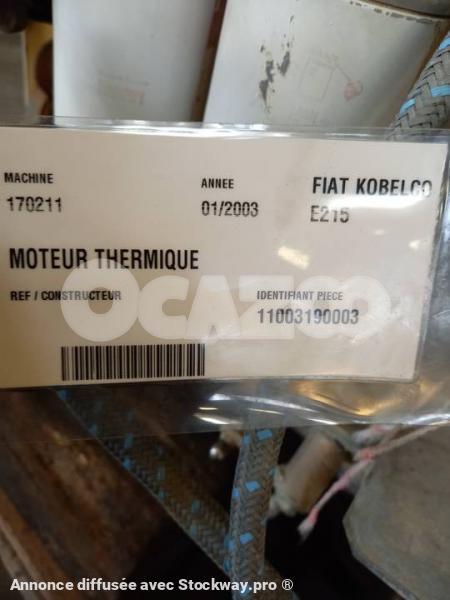 MACHINE ANNEE FIAT KOBELCO
170211 01/2003 E215
MOTEUR THERMIQUE
REF / CONSTRUCTEUR IDENTIFIANT PIECE
11003190003
OCAZOO
Annonce diffusée avec Stockway.pro ®